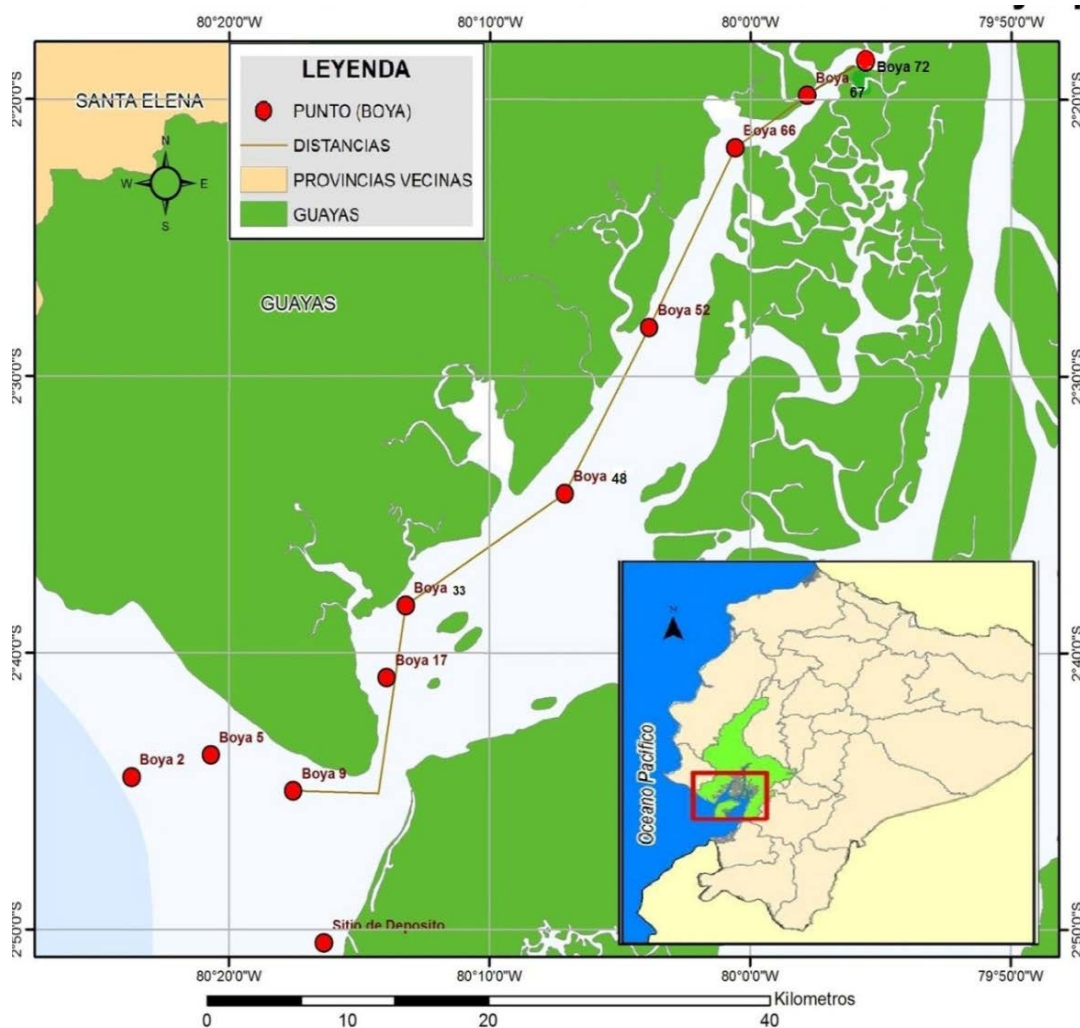 80°20'0"W
80°10'0"W
80°0'0"W
79°50'0"W
LEYENDA
PUNTO (BOYA)
DISTANCIAS
PROVINCIAS VECINAS
GUAYAS
SANTA ELENA
N
W
E
S
GUAYAS
2°20'0"S
2°20'0"S
Boya 72
Boya 67
Boya 66
Boya 52
2°30'0"S
2°30'0"S
Boya 48
Boya 33
Boya 17
2°40'0"S
2°40'0"S
Boya 5
Boya 2
Boya 9
Sitio de Deposito
2°50'0"S
2°50'0"S
N
Oceano Pacífico
80°20'0"W
80°10'0"W
80°0'0"W
79°50'0"W
Kilometros
0
10
20
40